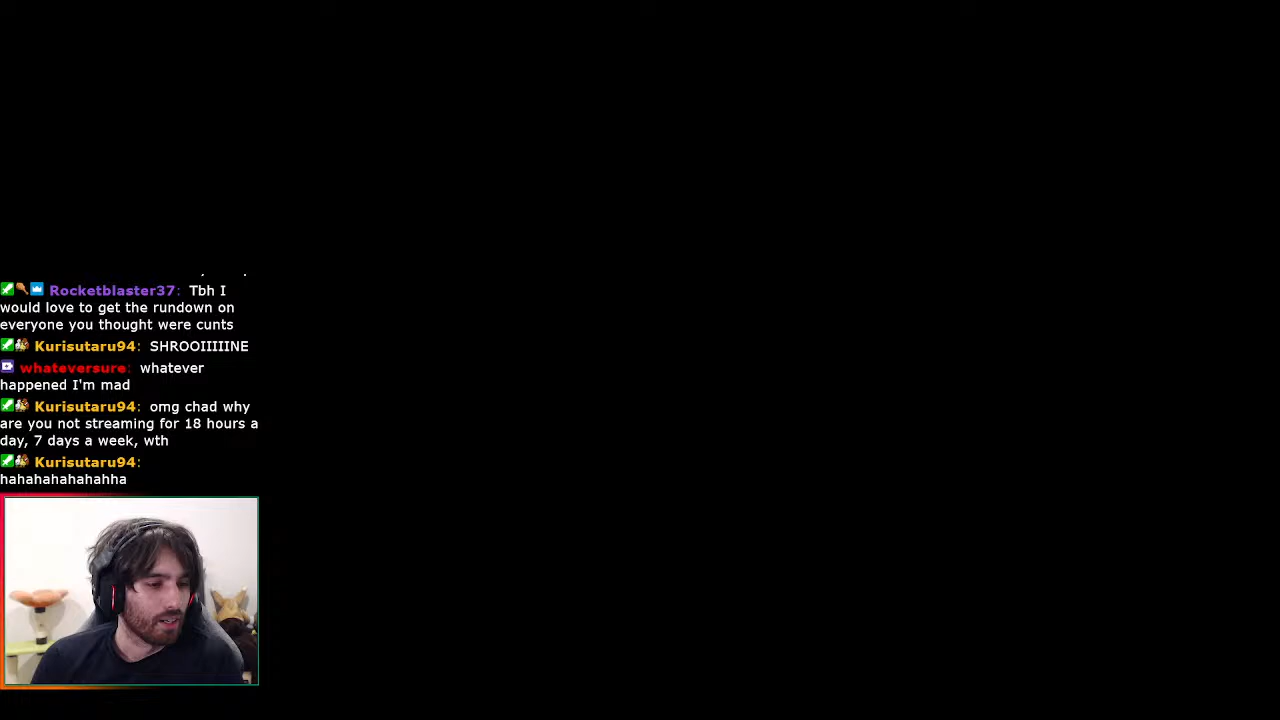 Rocketblaster37: Tbh I
would love to get the rundown on
everyone you thought were cunts
Kurisutaru94: SHROOIIIIINE
whateversure: whatever
happened I'm mad
Kurisutaru94: omg chad why
are you not streaming for 18 hours a
day, 7 days a week, wth
Kurisutaru94:
hahahahahahahha